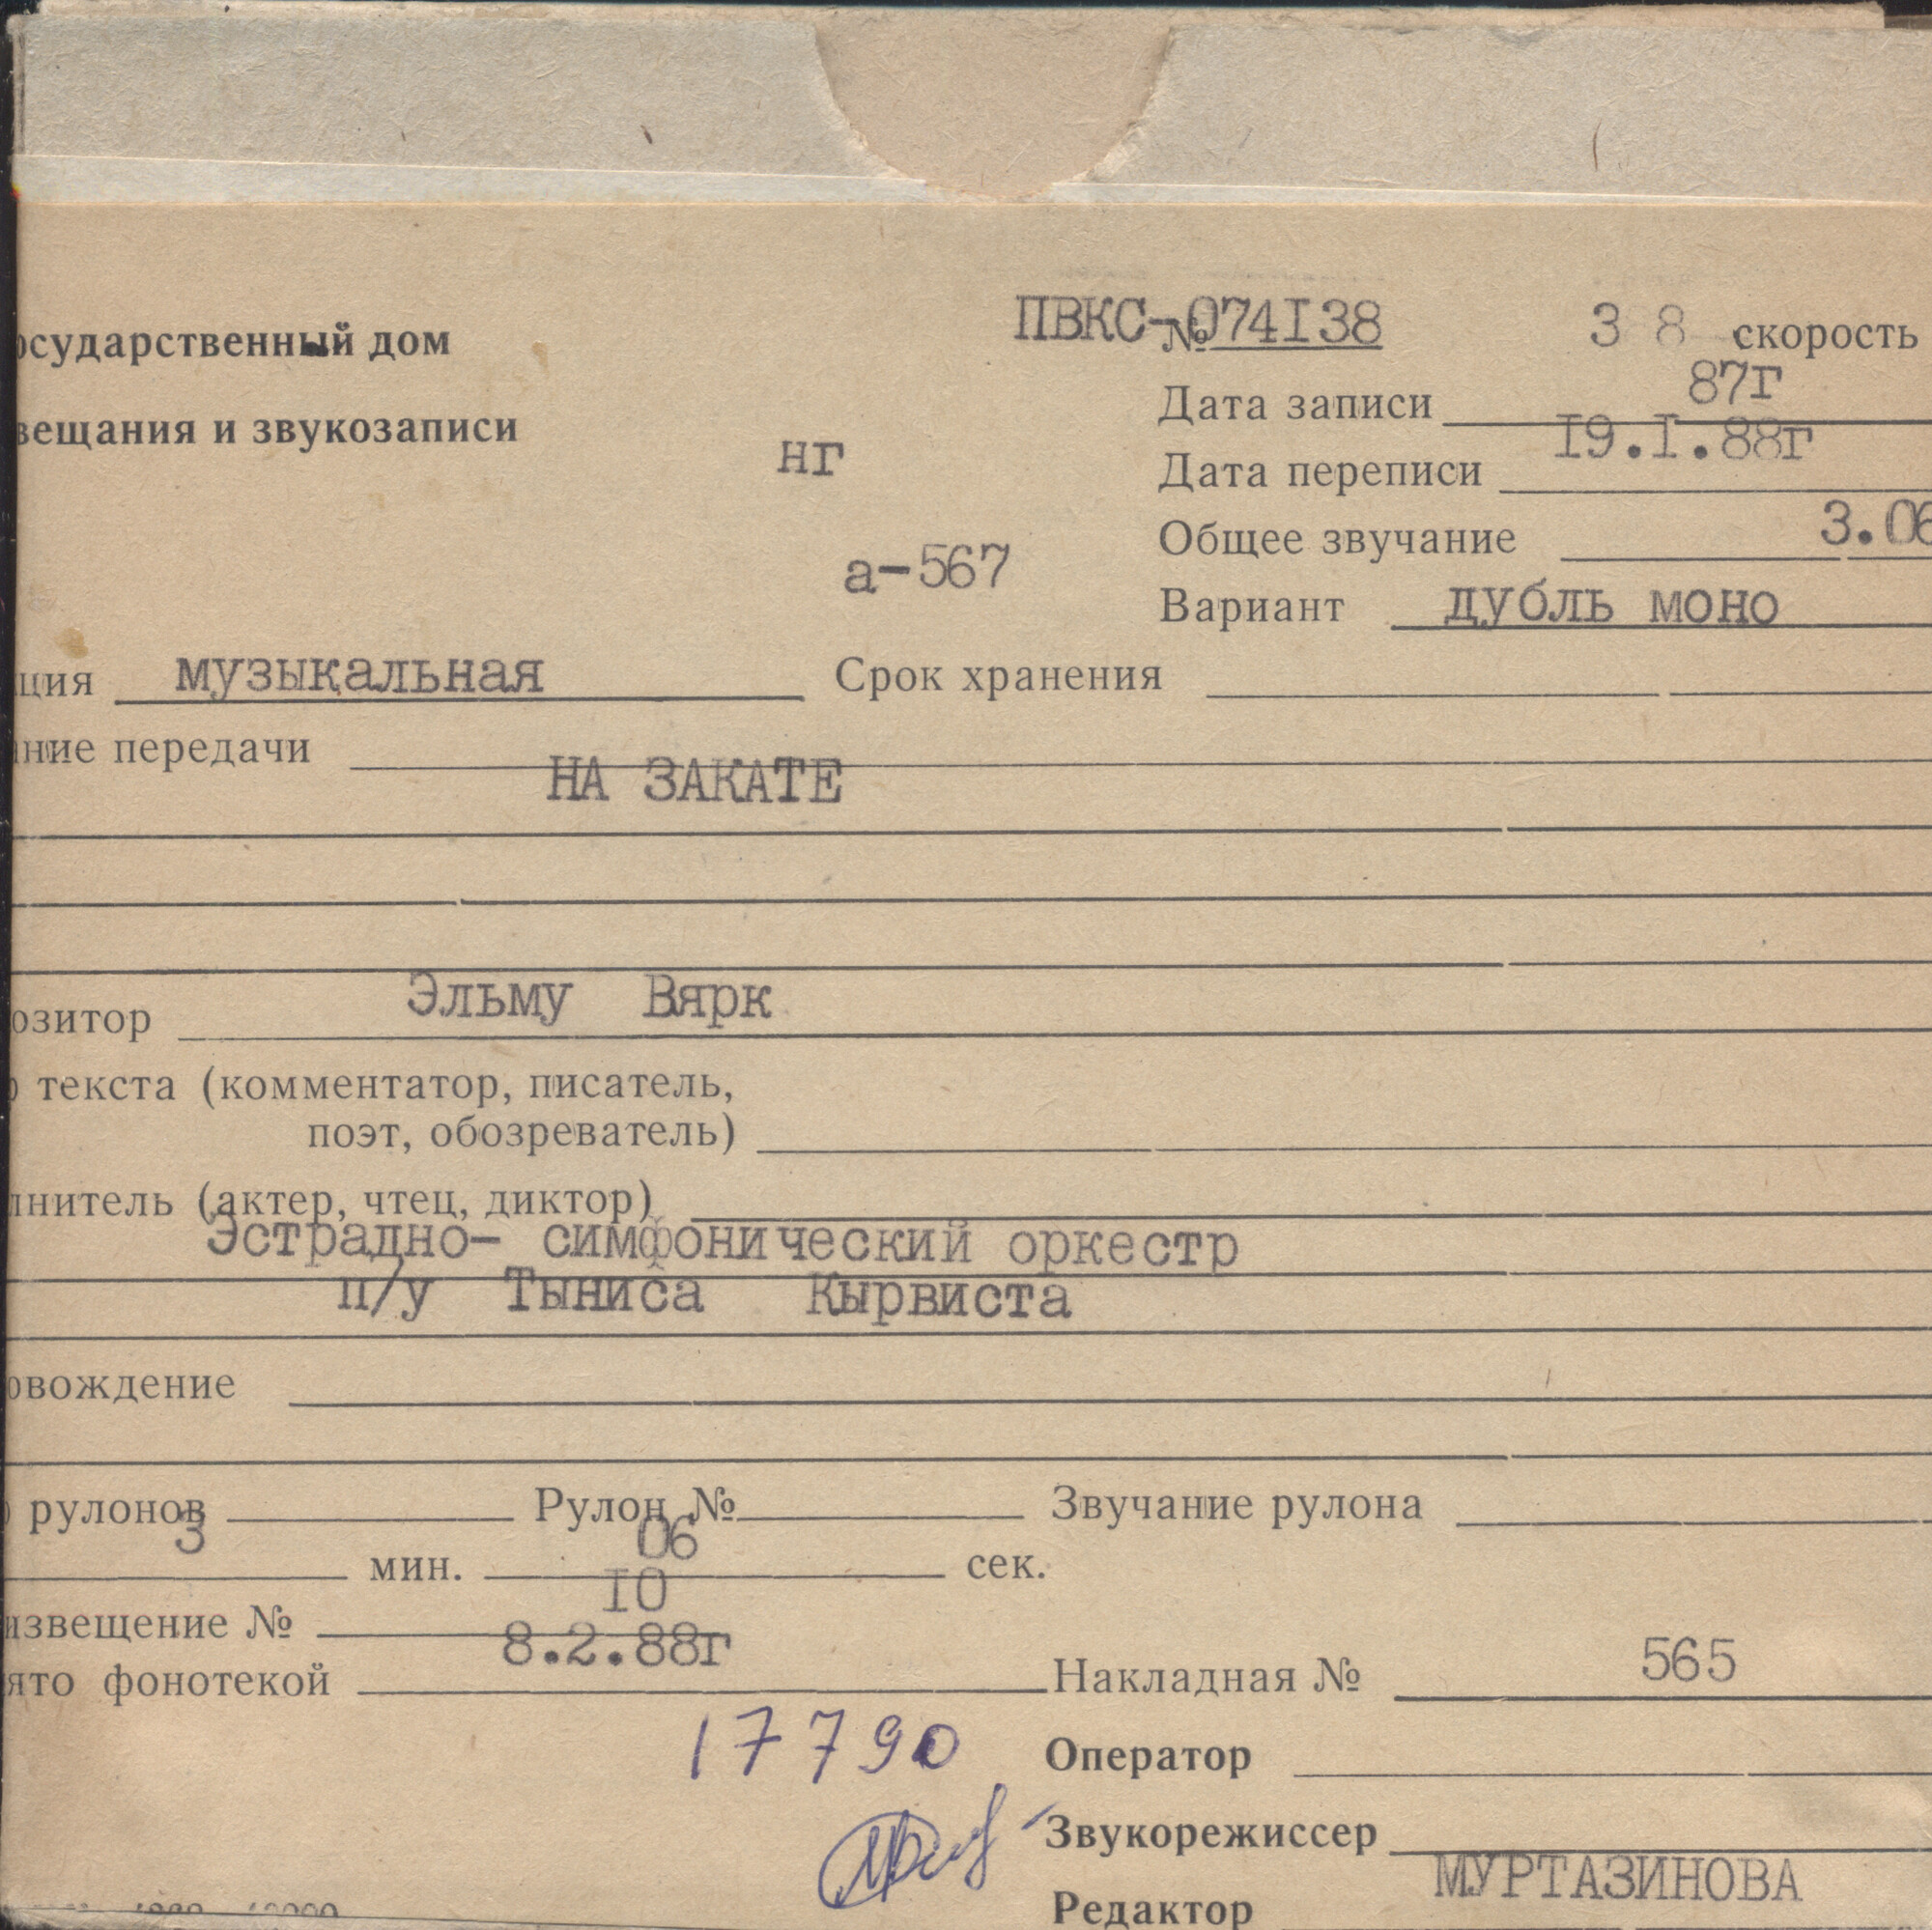 осударственный дом
вещания и звукозаписи
ПВКС-№074I38
38 скорость
Дата записи 87г
нг
Дата переписи I9.I.88г
Общее звучание 3.06
а-567
Вариант дубль моно
ция музыкальная Срок хранения
ние передачи
НА ЗАКАТЕ
озитор Эльму Вярк
текста (комментатор, писатель,
поэт, обозреватель)
лнитель (актер, чтец, диктор)
Эстрадно- симфонический оркестр
п/у Тыниса Кырвиста
овождение
рулонов Рулон № Звучание рулона
3 мин. 06 сек.
извещение № I0
ято фонотекой 8.2.88г Накладная № 565
17790
Оператор
Звукорежиссер
Редактор МУРТАЗИНОВА